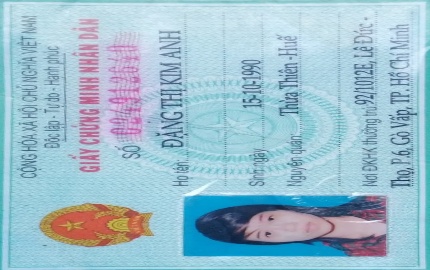 CỘNG HÒA XÃ HỘI CHỦ NGHĨA VIỆT NAM
Độc lập - Tự do - Hạnh phúc
GIẤY CHỨNG MINH NHÂN DÂN
SỐ
Họ tên: ĐẶNG THỊ KIM ANH
Sinh ngày: 15-10-1990
Nguyên quán: Thừa Thiên -Huế
Nơi ĐKHK thường trú: 92/10/12E, Lê Đức -
Thọ, P.6, Gò Vấp, TP. Hồ Chí Minh